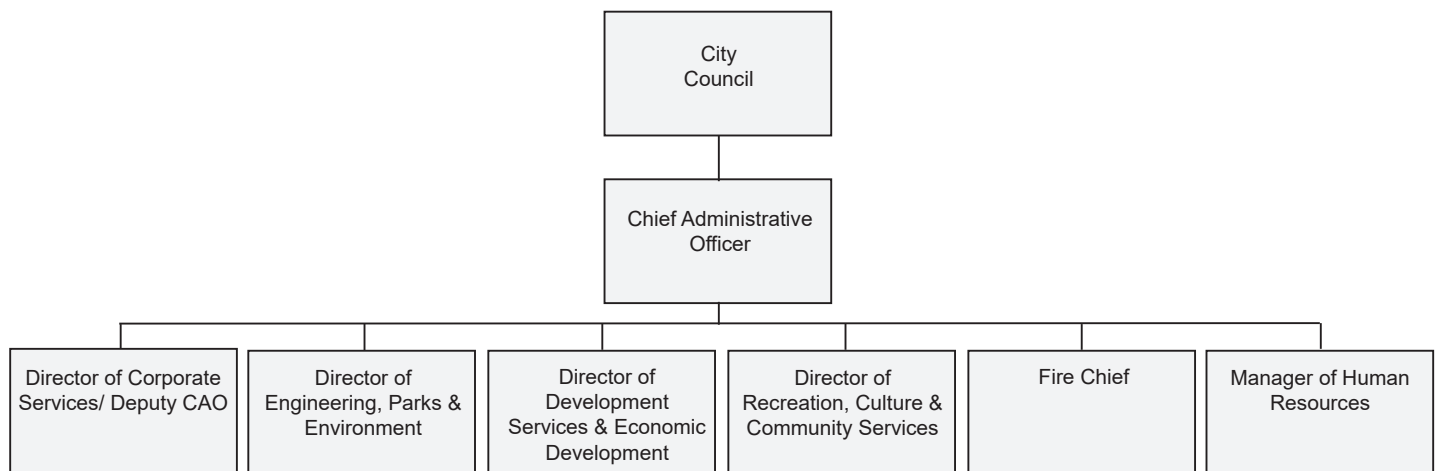 City
Council
Chief Administrative
Officer
Director of Corporate
Services/ Deputy CAO
Director of
Engineering, Parks &
Environment
Director of
Development
Services & Economic
Development
Director of
Recreation, Culture &
Community Services
Fire Chief
Manager of Human
Resources